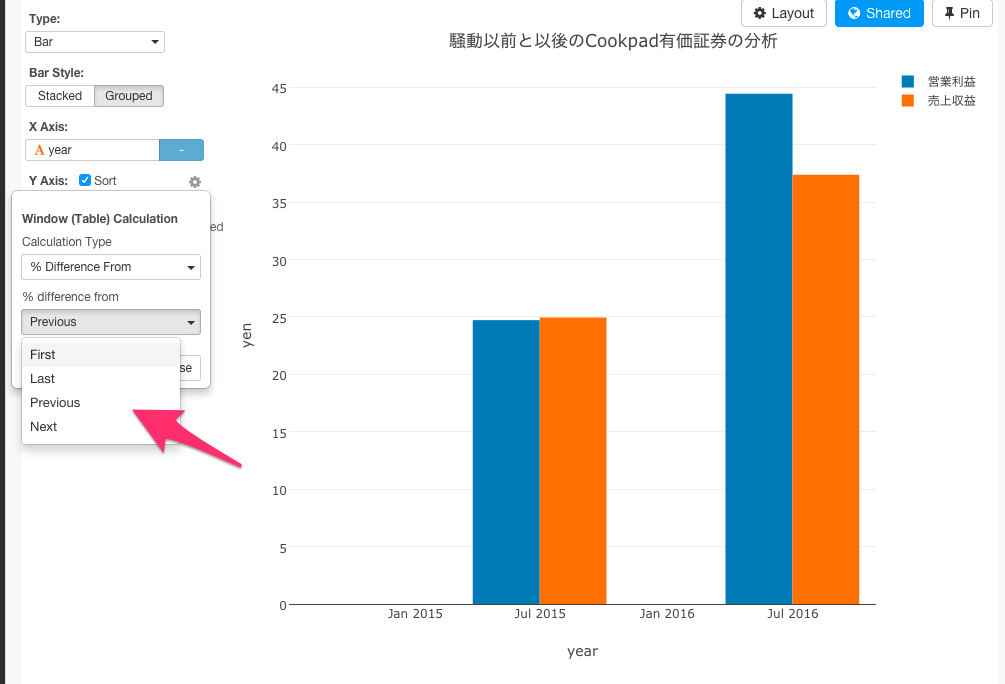 Type:
Bar
Bar Style:
Stacked Grouped
X Axis:
A year -
Y Axis: Sort
ed
Window (Table) Calculation
Calculation Type
% Difference From
% difference from
Previous
se
First
Last
Previous
Next
Layout Shared Pin
騒動以前と以後のCookpad有価証券の分析
営業利益
売上収益
45
40
35
30
25
20
15
10
5
0
yen
Jan 2015 Jul 2015 Jan 2016 Jul 2016
year